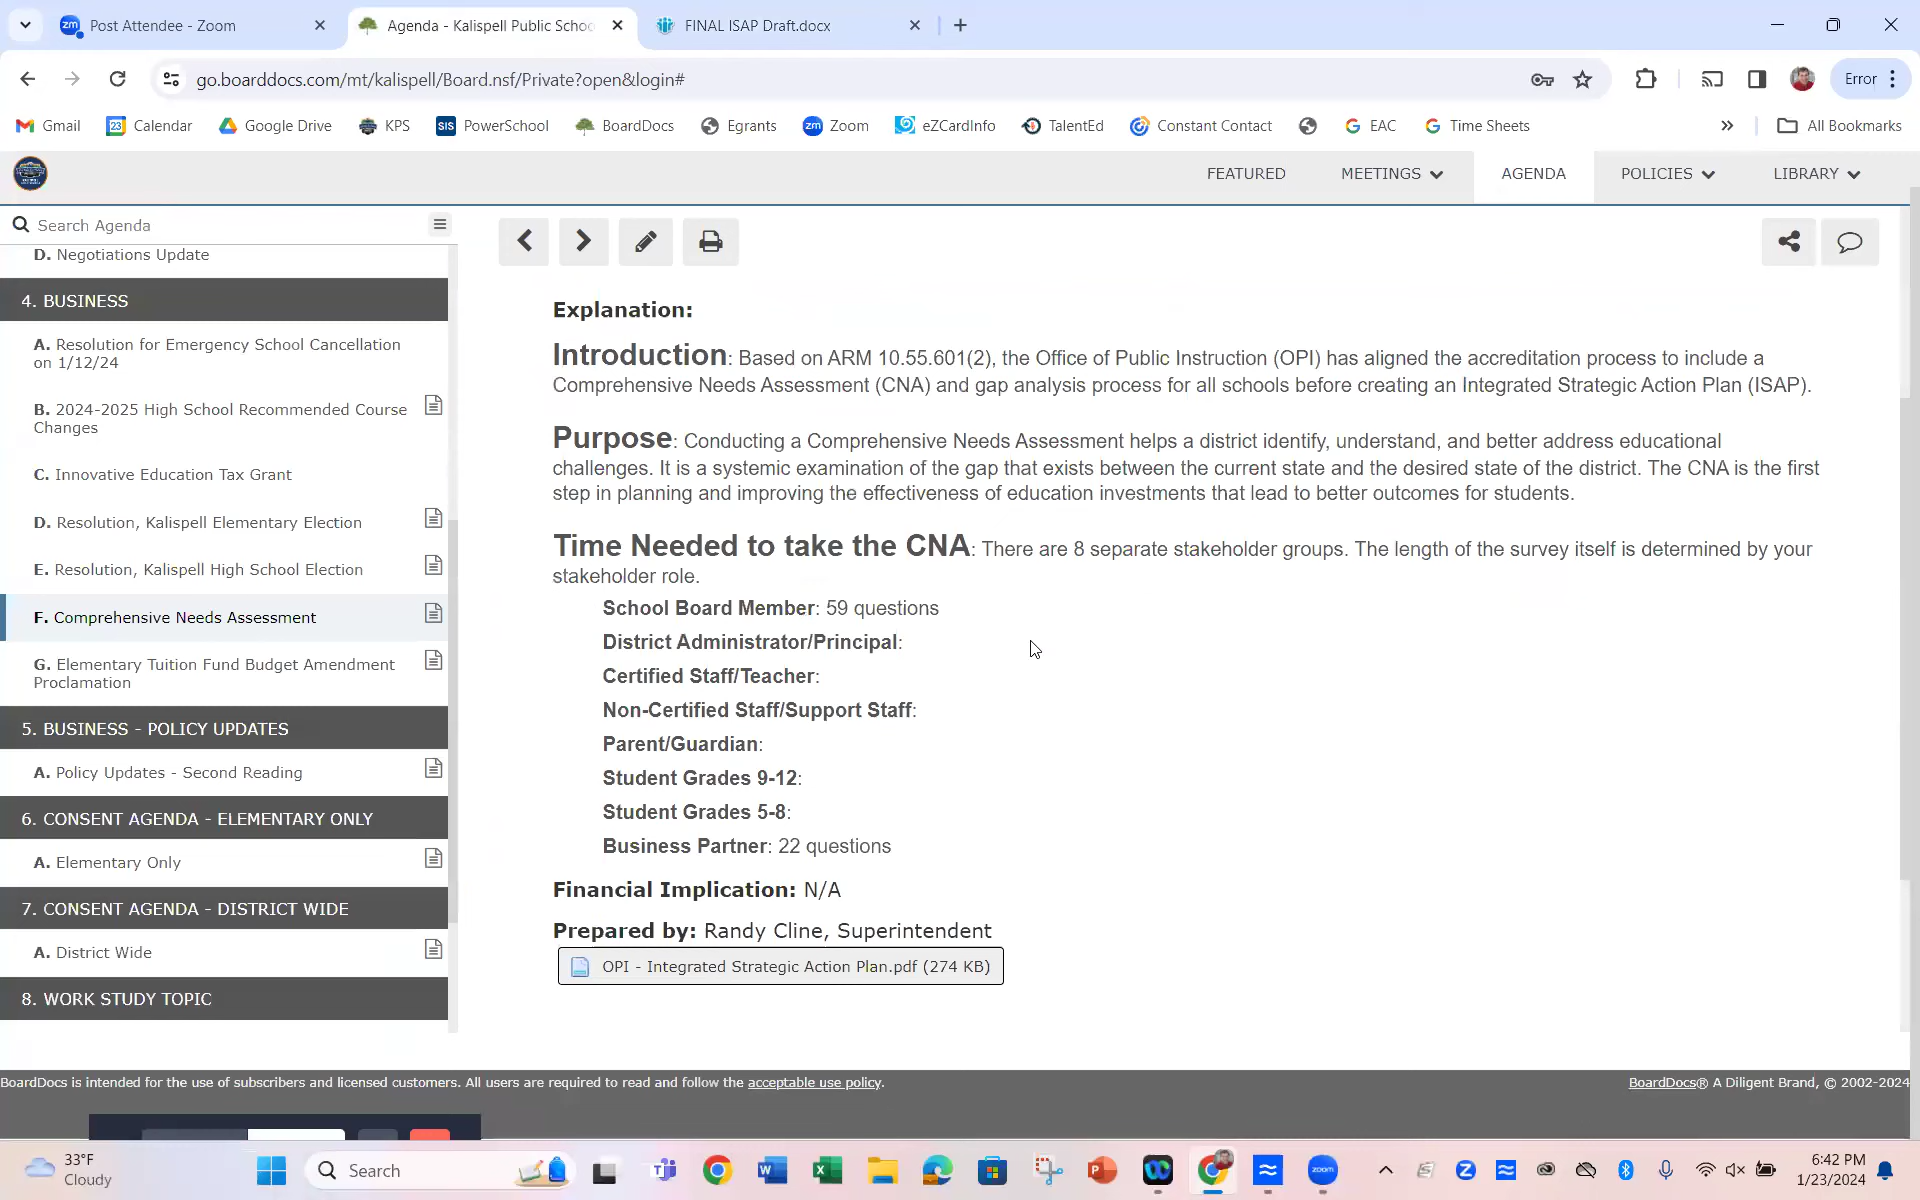 Post Attendee - Zoom
Agenda - Kalispell Public Schoo
FINAL ISAP Draft.docx
go.boarddocs.com/mt/kalispell/Board.nsf/Private?open&login#
Error
Gmail
Calendar
Google Drive
KPS
SIS PowerSchool
BoardDocs
Egrants
zm Zoom
eZCardInfo
TalentEd
Constant Contact
EAC
Time Sheets
All Bookmarks
FEATURED
MEETINGS
AGENDA
POLICIES
LIBRARY
Search Agenda
D. Negotiations Update
4. BUSINESS
A. Resolution for Emergency School Cancellation
on 1/12/24
B. 2024-2025 High School Recommended Course
Changes
C. Innovative Education Tax Grant
D. Resolution, Kalispell Elementary Election
E. Resolution, Kalispell High School Election
F. Comprehensive Needs Assessment
G. Elementary Tuition Fund Budget Amendment
Proclamation
5. BUSINESS - POLICY UPDATES
A. Policy Updates - Second Reading
6. CONSENT AGENDA - ELEMENTARY ONLY
A. Elementary Only
7. CONSENT AGENDA - DISTRICT WIDE
A. District Wide
8. WORK STUDY TOPIC
Explanation:
Introduction: Based on ARM 10.55.601(2), the Office of Public Instruction (OPI) has aligned the accreditation process to include a
Comprehensive Needs Assessment (CNA) and gap analysis process for all schools before creating an Integrated Strategic Action Plan (ISAP).
Purpose: Conducting a Comprehensive Needs Assessment helps a district identify, understand, and better address educational
challenges. It is a systemic examination of the gap that exists between the current state and the desired state of the district. The CNA is the first
step in planning and improving the effectiveness of education investments that lead to better outcomes for students.
Time Needed to take the CNA: There are 8 separate stakeholder groups. The length of the survey itself is determined by your
stakeholder role.
School Board Member: 59 questions
District Administrator/Principal:
Certified Staff/Teacher:
Non-Certified Staff/Support Staff:
Parent/Guardian:
Student Grades 9-12:
Student Grades 5-8:
Business Partner: 22 questions
Financial Implication: N/A
Prepared by: Randy Cline, Superintendent
OPI - Integrated Strategic Action Plan.pdf (274 KB)
BoardDocs is intended for the use of subscribers and licensed customers. All users are required to read and follow the acceptable use policy.
BoardDocs® A Diligent Brand, © 2002-2024
33°F
Cloudy
Search
zoom
6:42 PM
1/23/2024